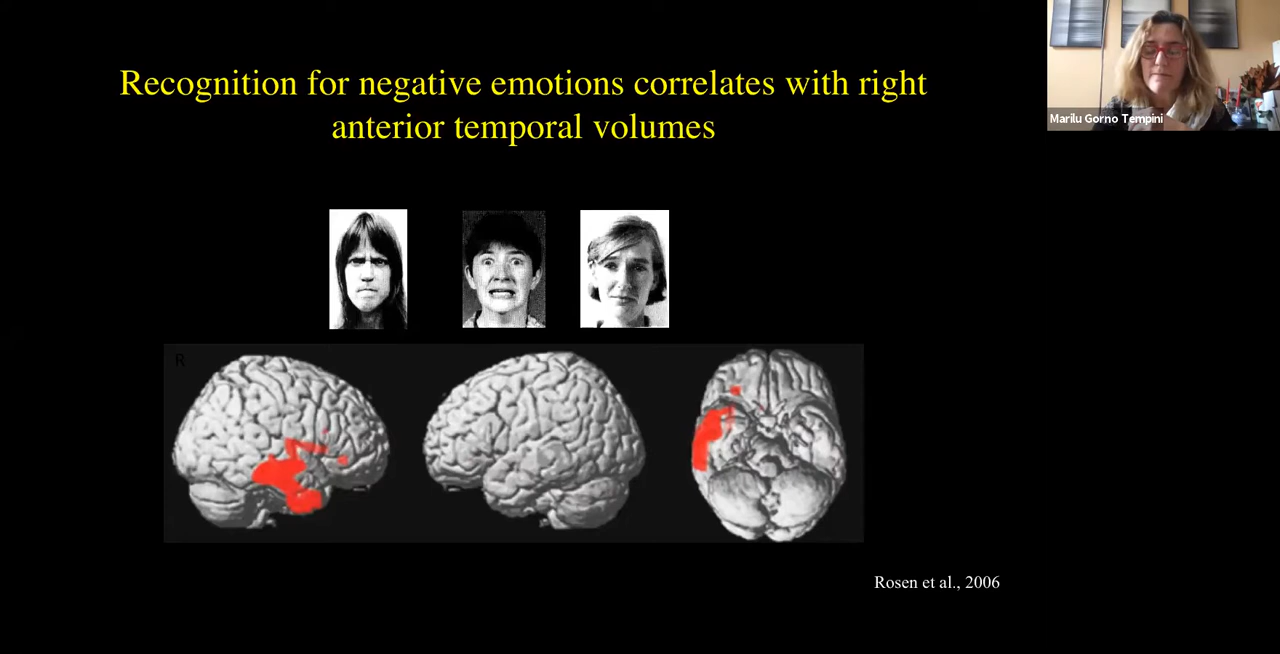 Recognition for negative emotions correlates with right
anterior temporal volumes
Marilu Gorno Tempini
R
Rosen et al., 2006